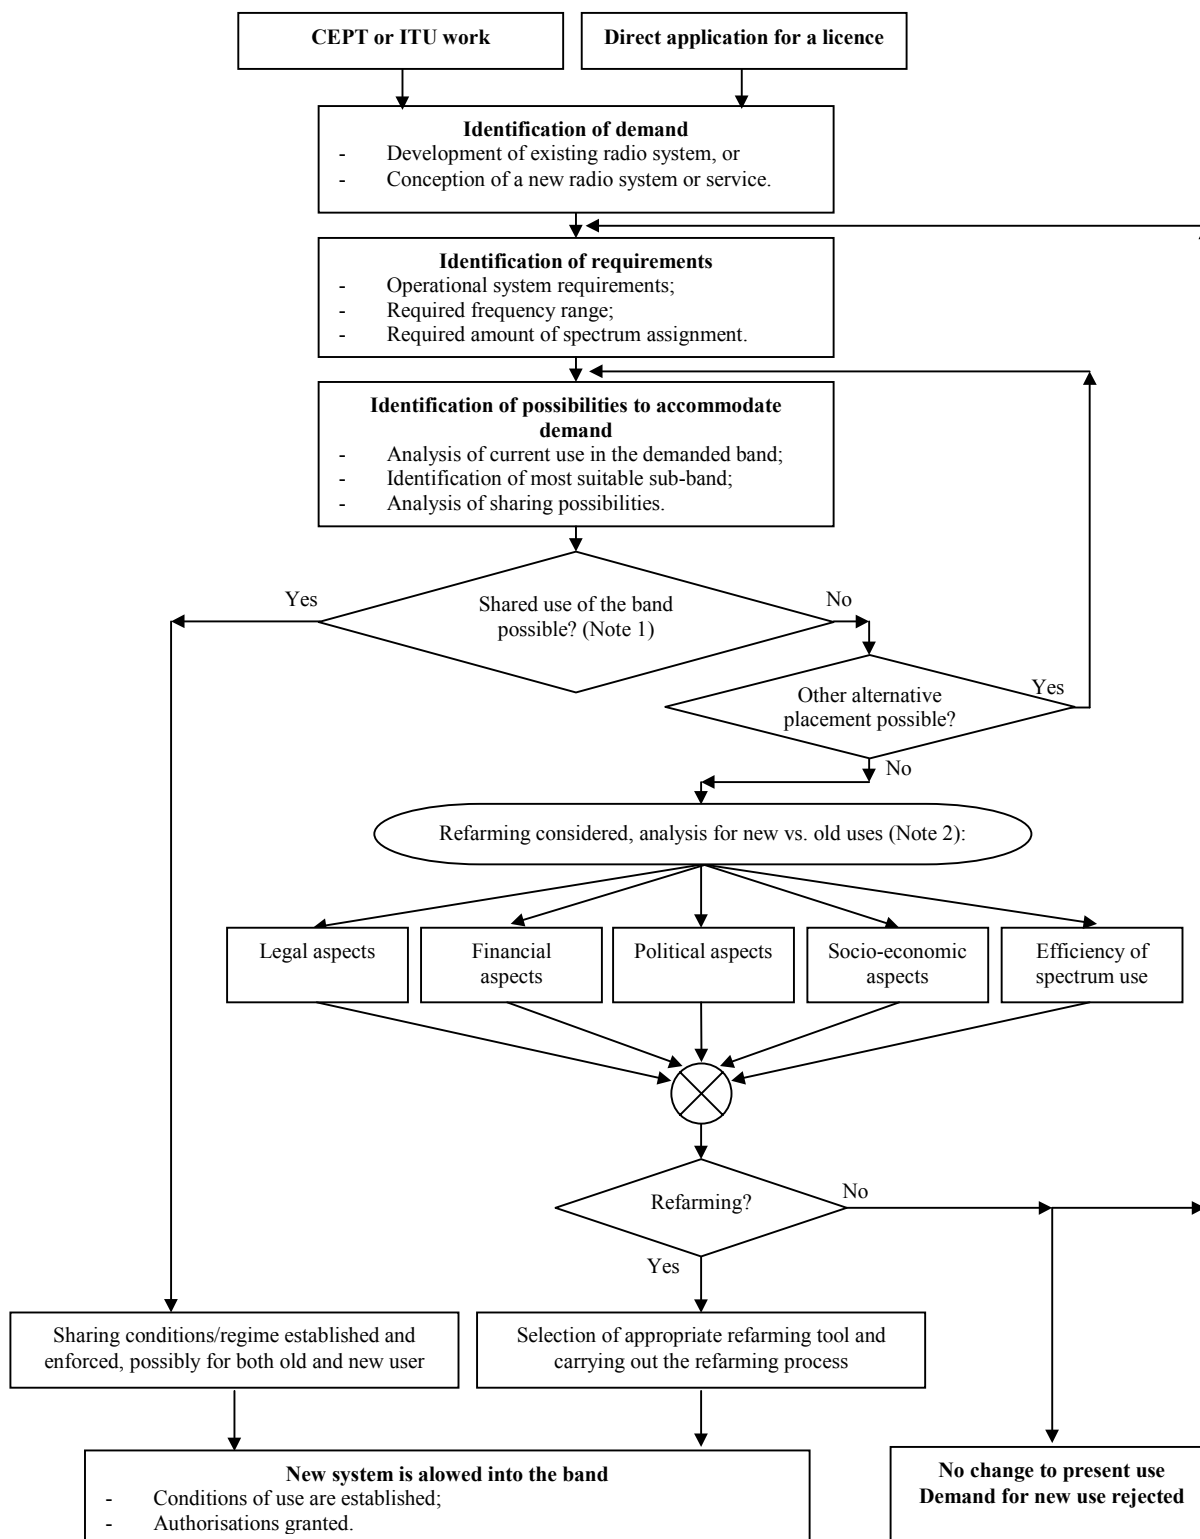 CEPT or ITU work
Direct application for a licence
Identification of demand
- Development of existing radio system, or
- Conception of a new radio system or service.
Identification of requirements
- Operational system requirements;
- Required frequency range;
- Required amount of spectrum assignment.
Identification of possibilities to accommodate
demand
- Analysis of current use in the demanded band;
- Identification of most suitable sub-band;
- Analysis of sharing possibilities.
Yes
Shared use of the band
possible? (Note 1)
No
Other alternative
placement possible?
Yes
No
Refarming considered, analysis for new vs. old uses (Note 2):
Legal aspects
Financial
aspects
Political aspects
Socio-economic
aspects
Efficiency of
spectrum use
Refarming?
No
Yes
Sharing conditions/regime established and
enforced, possibly for both old and new user
Selection of appropriate refarming tool and
carrying out the refarming process
New system is alowed into the band
- Conditions of use are established;
- Authorisations granted.
No change to present use
Demand for new use rejected